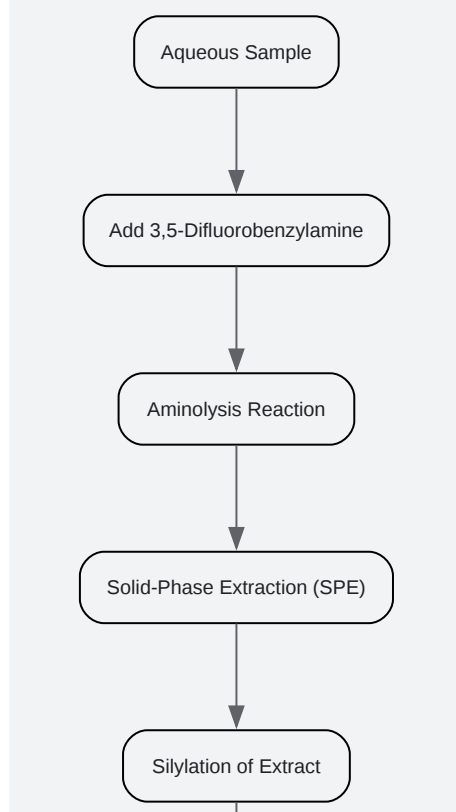 Aqueous Sample
Add 3,5-Difluorobenzylamine
Aminolysis Reaction
Solid-Phase Extraction (SPE)
Silylation of Extract